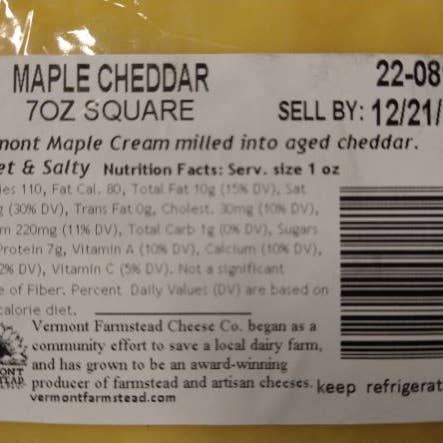 MAPLE CHEDDAR 22-08
7OZ SQUARE SELL BY: 12/21/
mont Maple Cream milled into aged cheddar.
et & Salty Nutrition Facts: Serv. size 1 oz
ies 110, Fat Cal. 80, Total Fat 10g (15% DV), Sat
g (30% DV), Trans Fat 0g, Cholest. 30mg (10% DV),
m 220mg (11% DV), Total Carb 1g (0% DV), Sugars
Protein 7g, Vitamin A (10% DV), Calcium (10% DV),
2% DV), Vitamin C (5% DV). Not a significant
e of Fiber. Percent Daily Values (DV) are based on
calorie diet.
Vermont Farmstead Cheese Co. began as a
community effort to save a local dairy farm,
and has grown to be an award-winning
producer of farmstead and artisan cheeses. keep refrigerat
vermontfarmstead.com